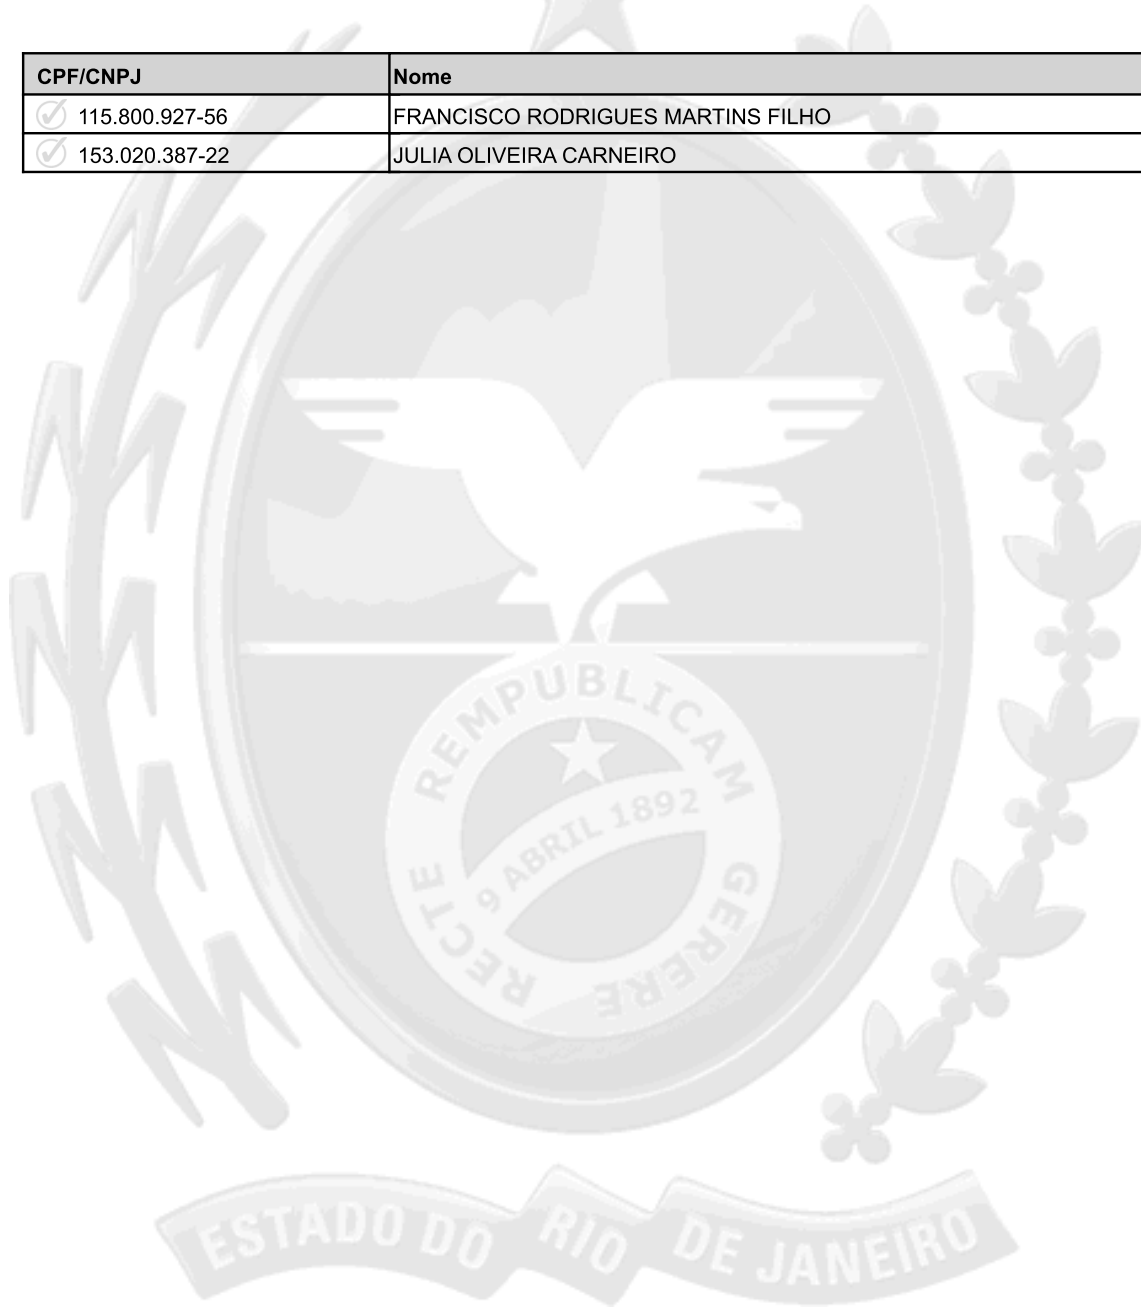 CPF/CNPJ Nome
115.800.927-56 FRANCISCO RODRIGUES MARTINS FILHO
153.020.387-22 JULIA OLIVEIRA CARNEIRO
RECTE REMPUBLICAM GERERE
9 ABRIL 1892
ESTADO DO RIO DE JANEIRO